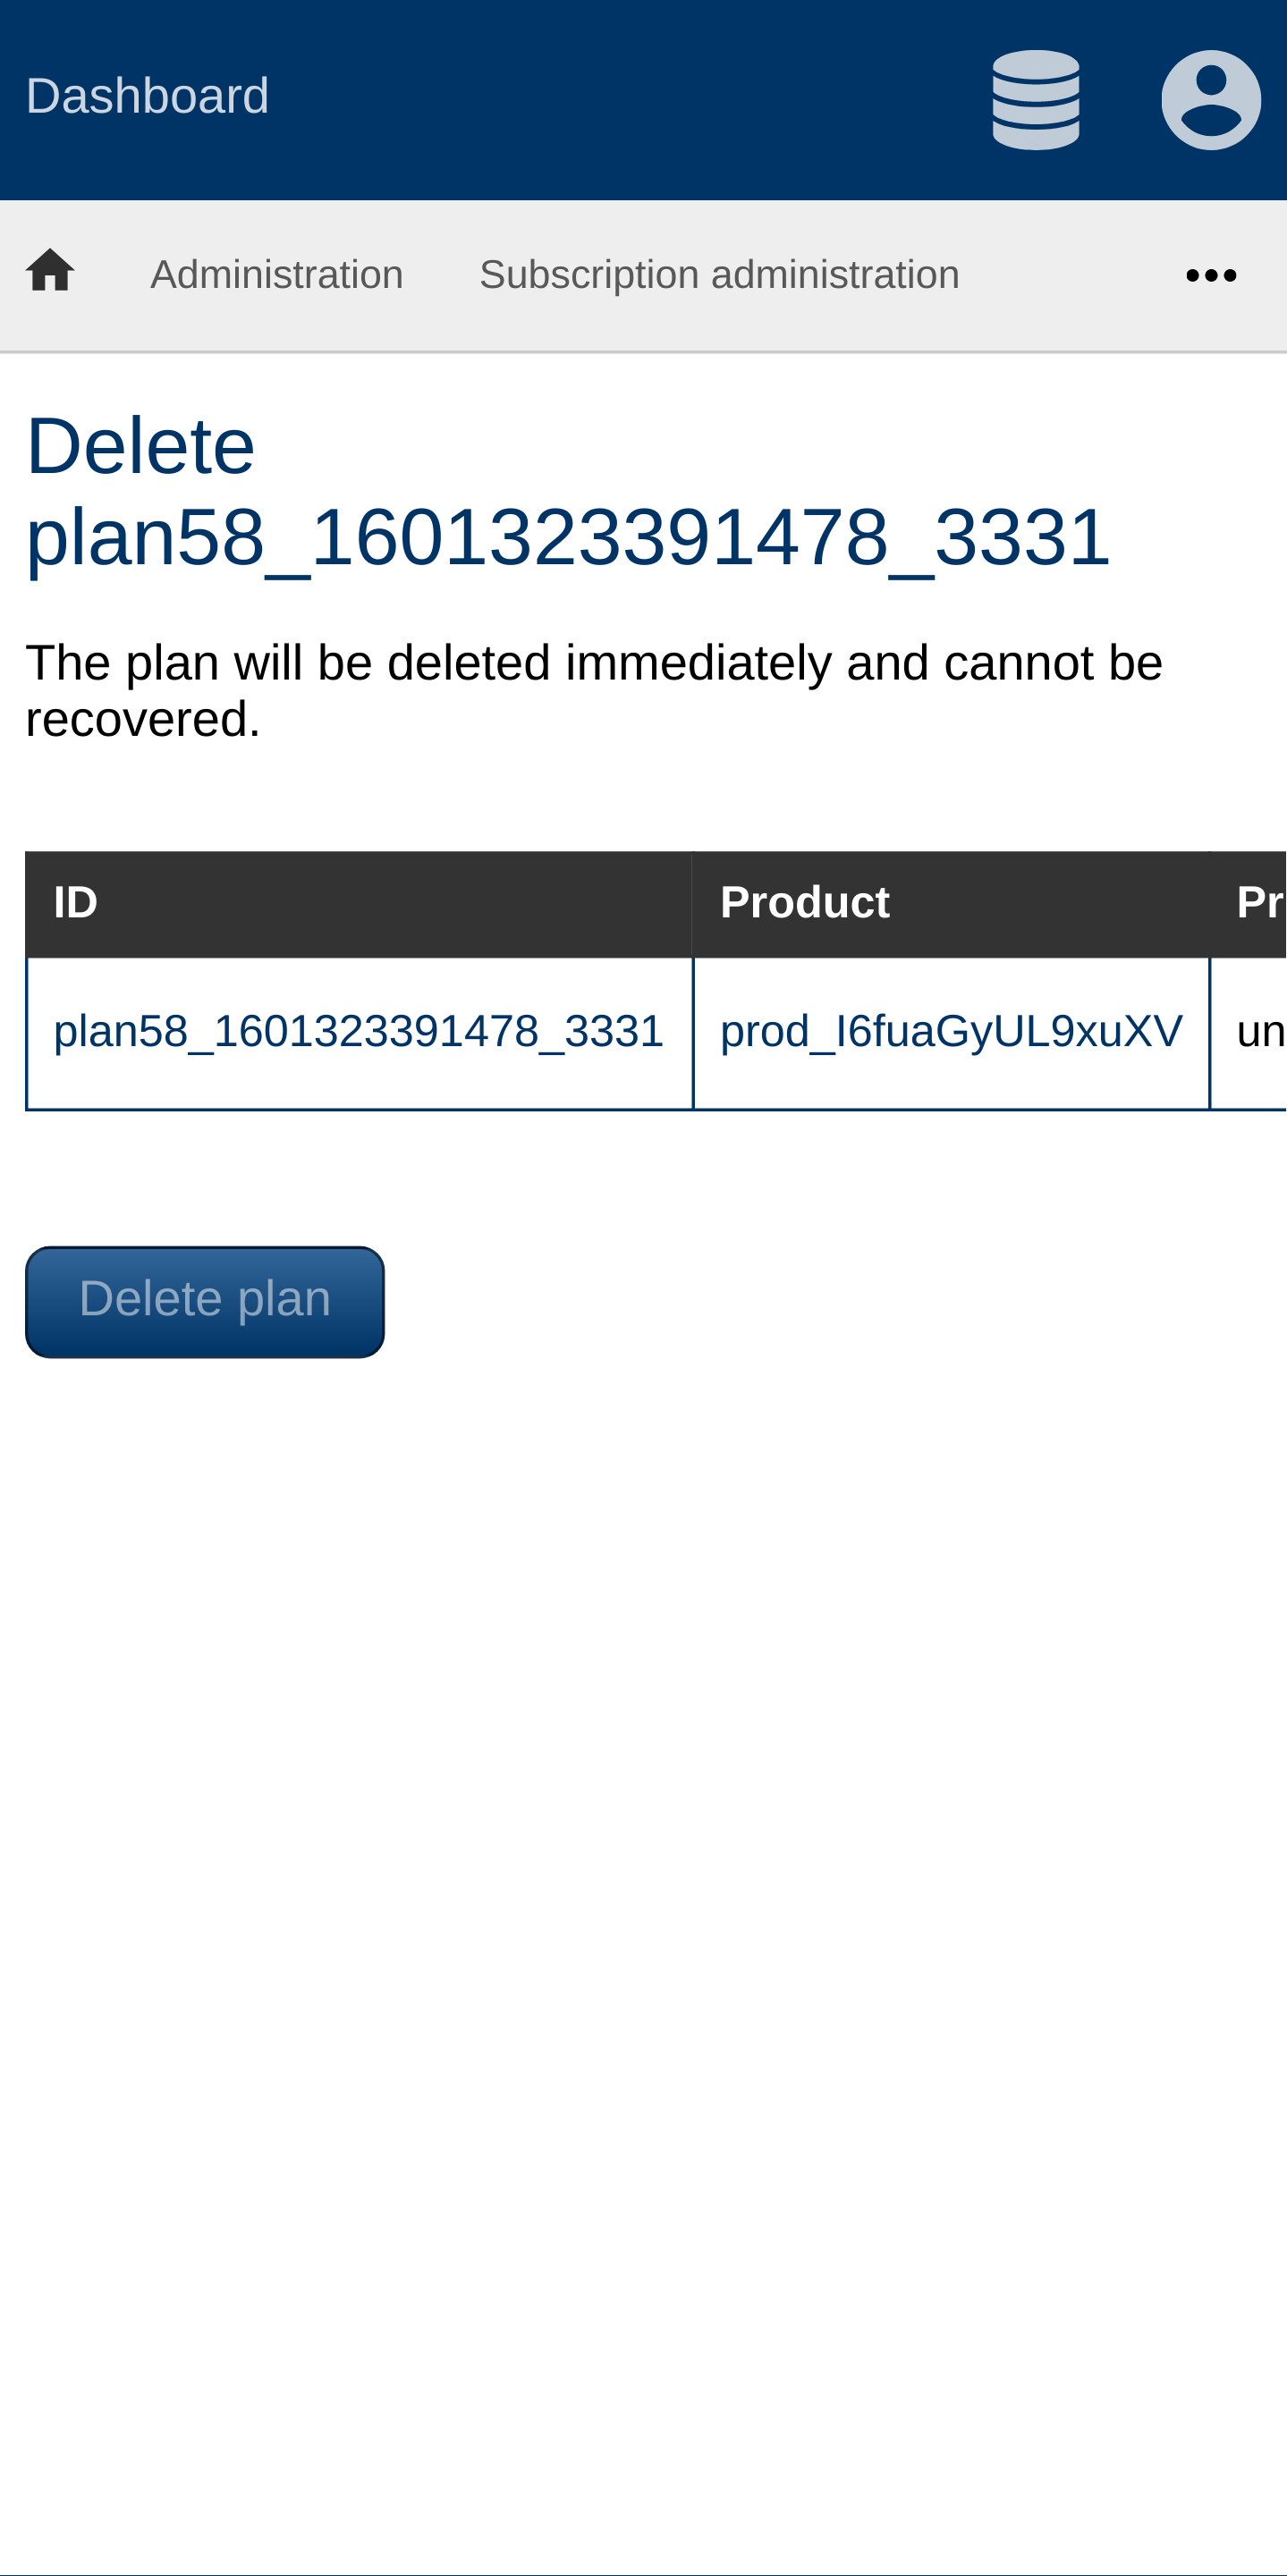 Dashboard
Administration Subscription administration
Delete
plan58_1601323391478_3331
The plan will be deleted immediately and cannot be
recovered.
ID Product Pr
plan58_1601323391478_3331 prod_I6fuaGyUL9xuXV un
Delete plan